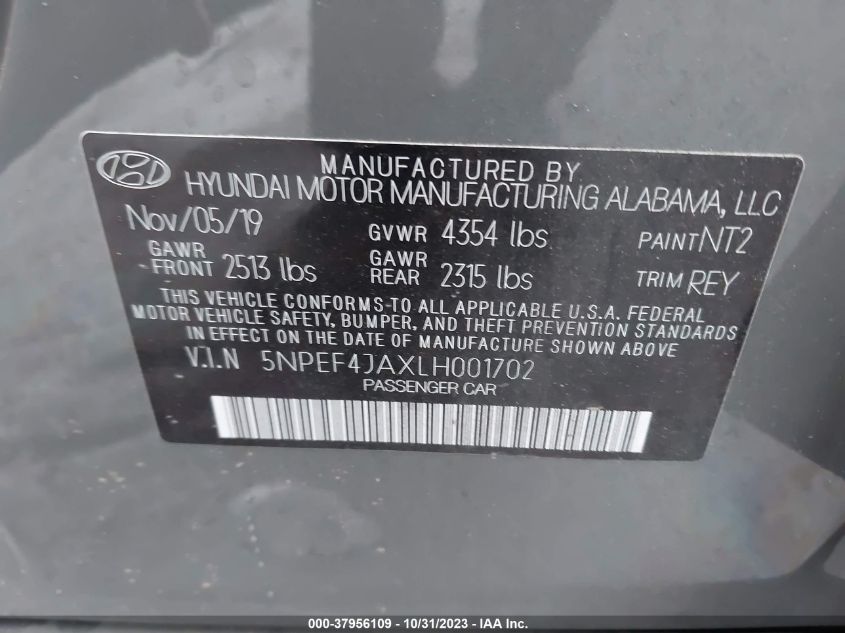 MANUFACTURED BY
HYUNDAI MOTOR MANUFACTURING ALABAMA, LLC
Nov/05/19 GVWR 4354 lbs PAINT NT2
GAWR FRONT 2513 lbs GAWR REAR 2315 lbs TRIM REY
THIS VEHICLE CONFORMS TO ALL APPLICABLE U.S.A. FEDERAL
MOTOR VEHICLE SAFETY, BUMPER, AND THEFT PREVENTION STANDARDS
IN EFFECT ON THE DATE OF MANUFACTURE SHOWN ABOVE
V.I.N 5NPEF4JAXLH001702
PASSENGER CAR
000-37956109 - 10/31/2023 - IAA Inc.